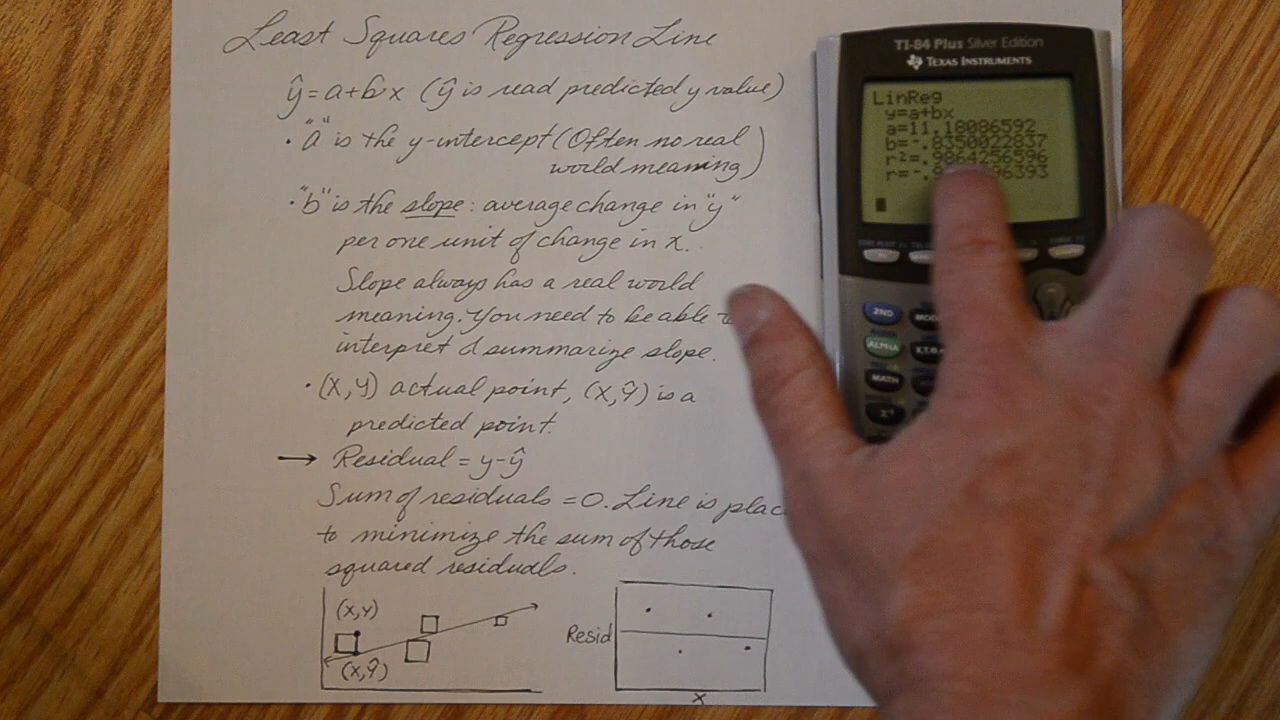 Least Squares Regression Line
ŷ = a+bx (ŷ is read predicted y value)
• "a" is the y-intercept (Often no real
world meaning)
• "b" is the slope: average change in "y"
per one unit of change in x.
Slope always has a real world
meaning. You need to be able
interpret & summarize slope.
• (x,y) actual point, (x,ŷ) is a
predicted point.
→ Residual = y-ŷ
Sum of residuals = 0. Line is plac
to minimize the sum of those
squared residuals.
(x,y)
(x,ŷ)
Resid
x
TI-84 Plus Silver Edition
TEXAS INSTRUMENTS
LinReg
y=a+bx
a=11.18086592
b=-.8350022837
r²=.9864256596
r=-.9
6393
2ND
ALPHA
MATH